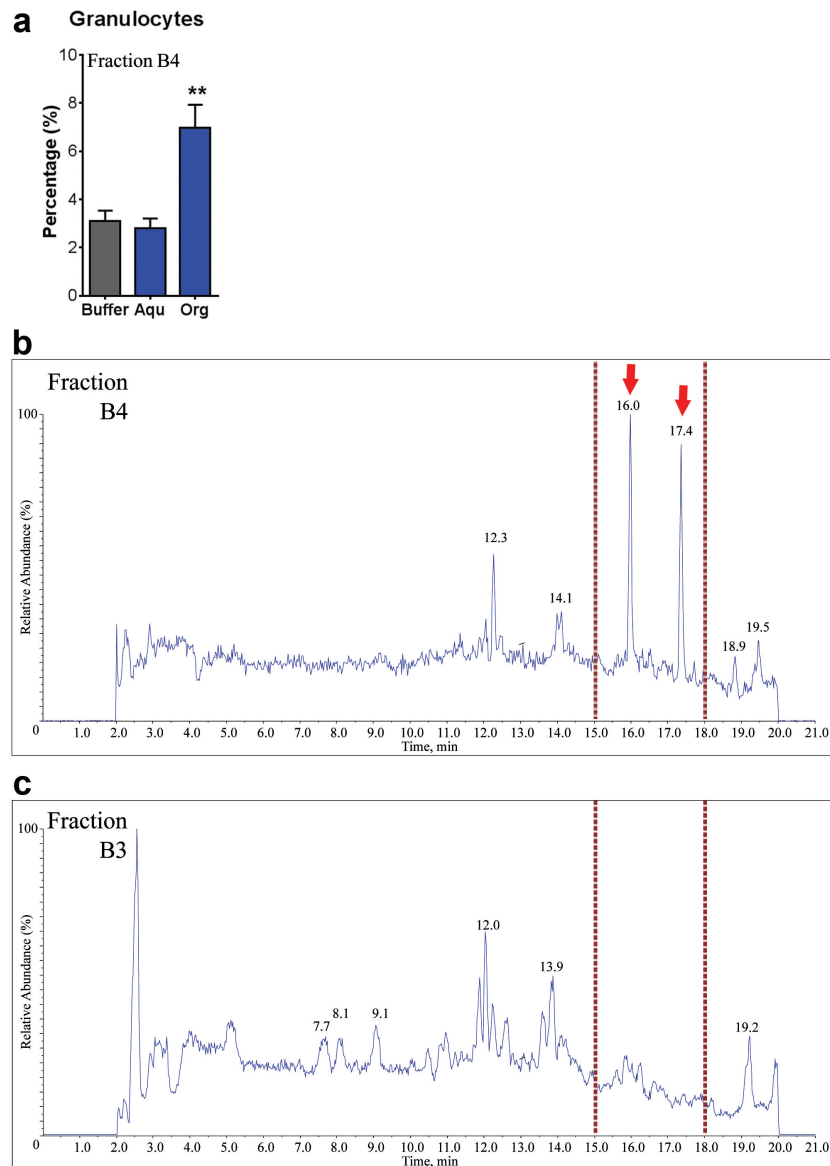 a
Granulocytes
Fraction B4
**
Percentage (%)
10
8
6
4
2
0
Buffer Aqu Org
b
Fraction
B4
100
Relative Abundance (%)
12.3
14.1
16.0
17.4
18.9
19.5
0
1.0 2.0 3.0 4.0 5.0 6.0 7.0 8.0 9.0 10.0 11.0 12.0 13.0 14.0 15.0 16.0 17.0 18.0 19.0 20.0 21.0
Time, min
c
Fraction
B3
100
Relative Abundance (%)
7.7
8.1
9.1
12.0
13.9
19.2
0
1.0 2.0 3.0 4.0 5.0 6.0 7.0 8.0 9.0 10.0 11.0 12.0 13.0 14.0 15.0 16.0 17.0 18.0 19.0 20.0 21.0
Time, min